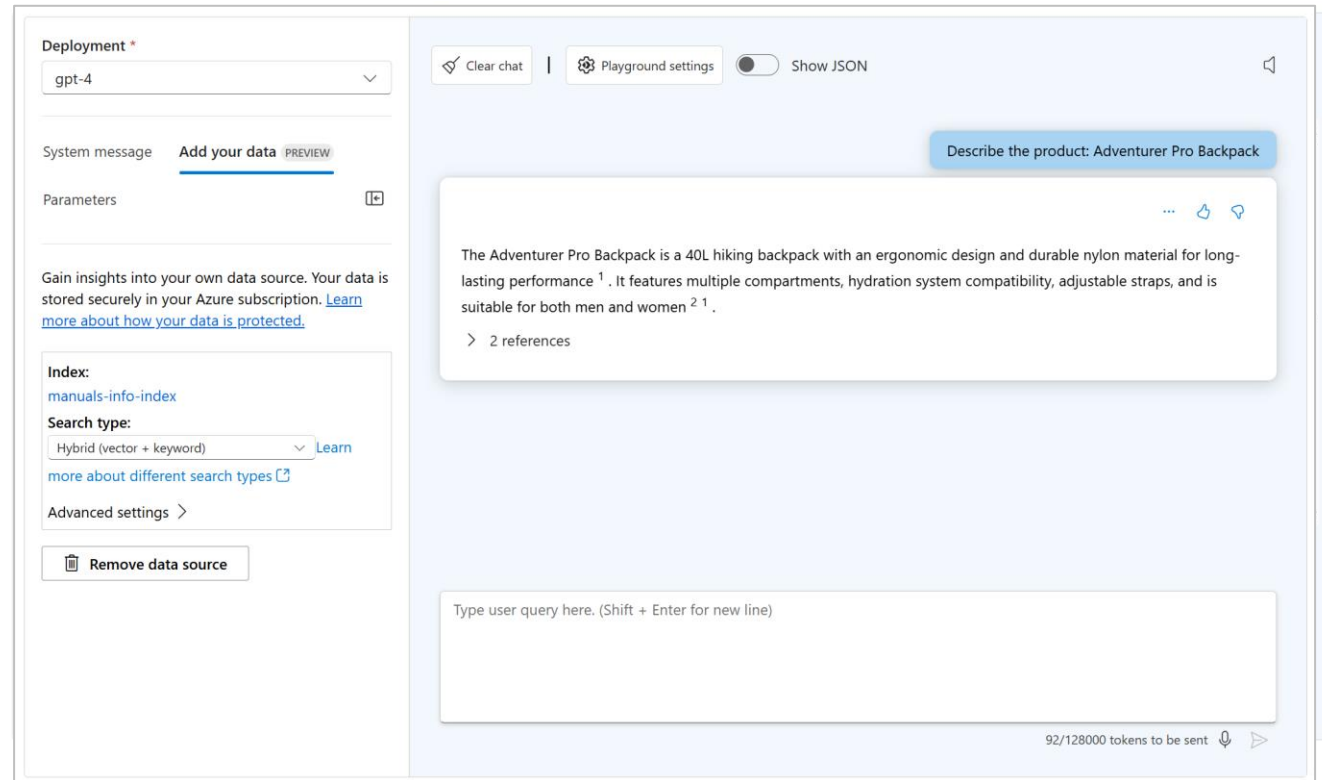 Deployment *
gpt-4
System message Add your data PREVIEW
Parameters
Gain insights into your own data source. Your data is
stored securely in your Azure subscription. Learn
more about how your data is protected.
Index:
manuals-info-index
Search type:
Hybrid (vector + keyword) Learn
more about different search types
Advanced settings
Remove data source
Clear chat | Playground settings Show JSON
Describe the product: Adventurer Pro Backpack
...
The Adventurer Pro Backpack is a 40L hiking backpack with an ergonomic design and durable nylon material for long-
lasting performance 1 . It features multiple compartments, hydration system compatibility, adjustable straps, and is
suitable for both men and women 2 1 .
2 references
Type user query here. (Shift + Enter for new line)
92/128000 tokens to be sent